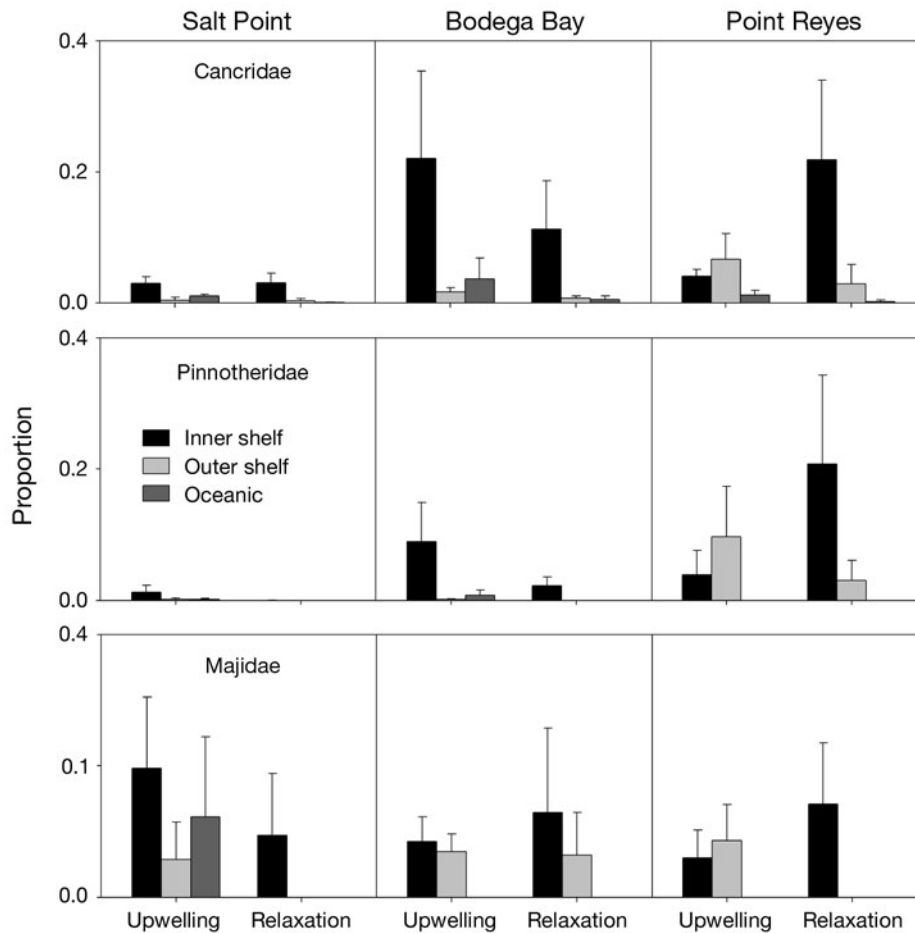 Salt Point
Bodega Bay
Point Reyes
0.4
Cancridae
0.2
0.0
0.4
Pinnotheridae
Inner shelf
0.2
Outer shelf
Oceanic
0.0
0.4
Majidae
0.1
0.0
Proportion
Upwelling Relaxation
Upwelling Relaxation
Upwelling Relaxation